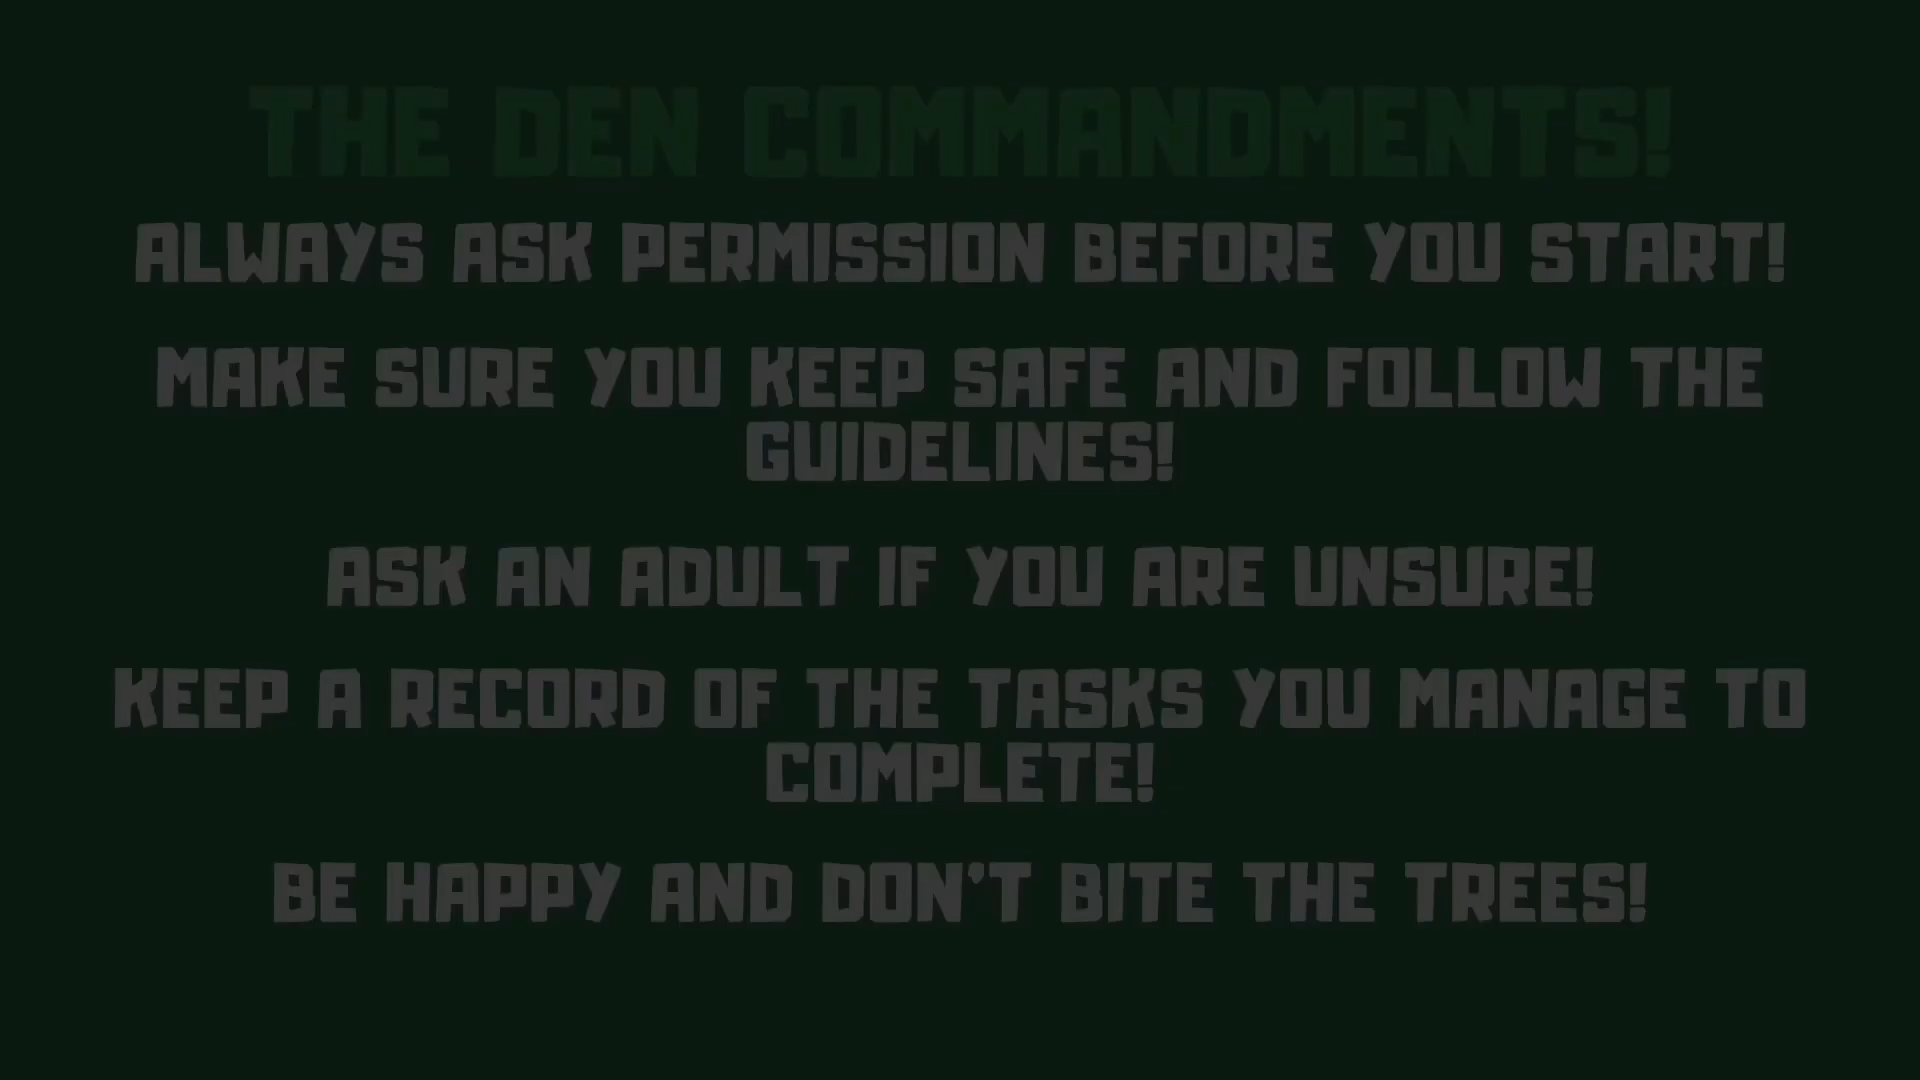 THE DEN COMMANDMENTS!
ALWAYS ASK PERMISSION BEFORE YOU START!
MAKE SURE YOU KEEP SAFE AND FOLLOW THE
GUIDELINES!
ASK AN ADULT IF YOU ARE UNSURE!
KEEP A RECORD OF THE TASKS YOU MANAGE TO
COMPLETE!
BE HAPPY AND DON'T BITE THE TREES!